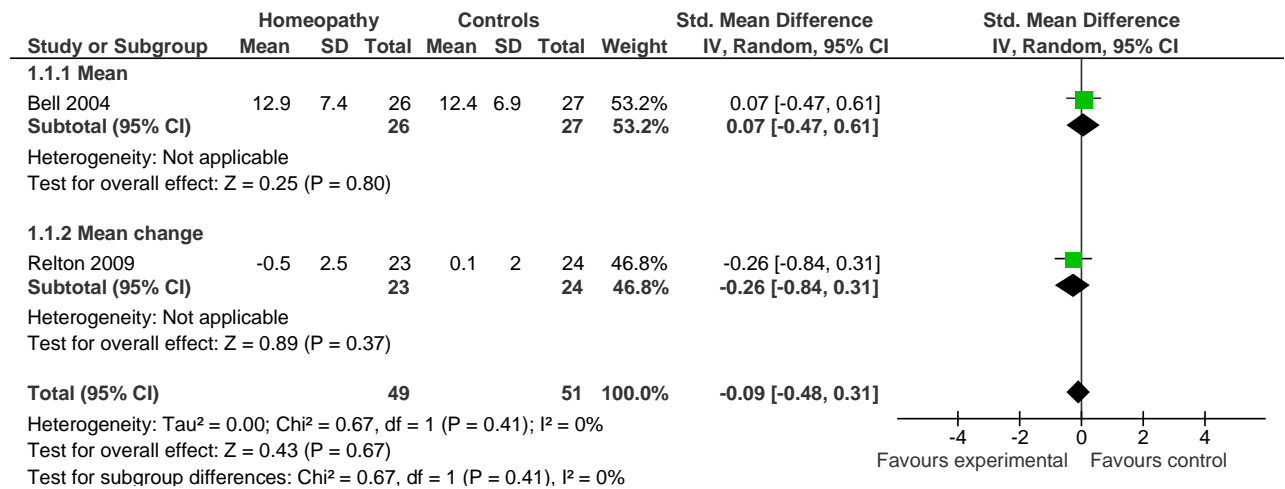 Homeopathy Controls Std. Mean Difference Std. Mean Difference
Study or Subgroup Mean SD Total Mean SD Total Weight IV, Random, 95% CI IV, Random, 95% CI
1.1.1 Mean
Bell 2004 12.9 7.4 26 12.4 6.9 27 53.2% 0.07 [-0.47, 0.61]
Subtotal (95% CI) 26 27 53.2% 0.07 [-0.47, 0.61]
Heterogeneity: Not applicable
Test for overall effect: Z = 0.25 (P = 0.80)
1.1.2 Mean change
Relton 2009 -0.5 2.5 23 0.1 2 24 46.8% -0.26 [-0.84, 0.31]
Subtotal (95% CI) 23 24 46.8% -0.26 [-0.84, 0.31]
Heterogeneity: Not applicable
Test for overall effect: Z = 0.89 (P = 0.37)
Total (95% CI) 49 51 100.0% -0.09 [-0.48, 0.31]
Heterogeneity: Tau² = 0.00; Chi² = 0.67, df = 1 (P = 0.41); I² = 0%
Test for overall effect: Z = 0.43 (P = 0.67)
Test for subgroup differences: Chi² = 0.67, df = 1 (P = 0.41), I² = 0%
-4 -2 0 2 4
Favours experimental Favours control